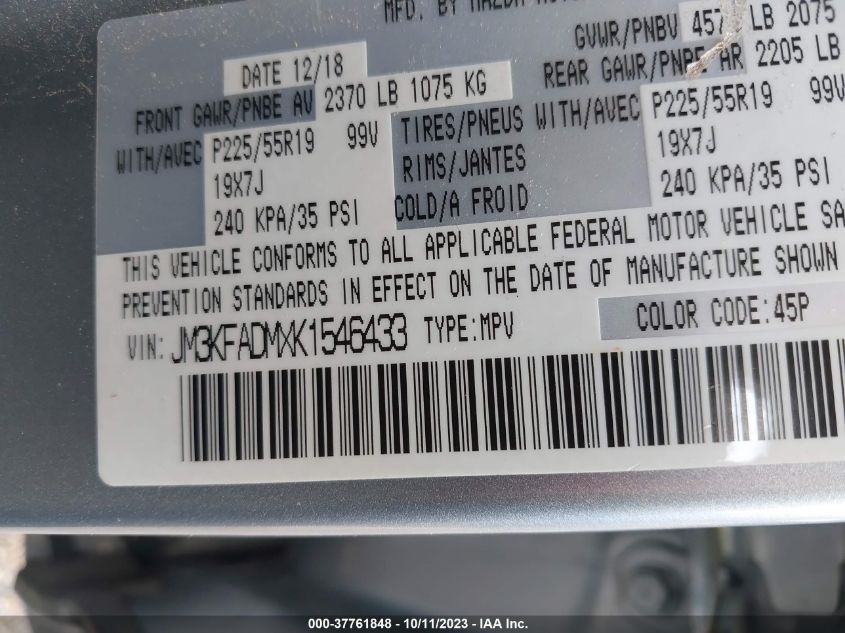 MFD. BY MAZDA
GVWR/PNBV 457 LB 2075
DATE 12/18
REAR GAWR/PNBE AR 2205 LB
FRONT GAWR/PNBE AV 2370 LB 1075 KG
WITH/AVEC P225/55R19 99V TIRES/PNEUS WITH/AVEC P225/55R19 99V
19X7J RIMS/JANTES 19X7J
240 KPA/35 PSI COLD/A FROID 240 KPA/35 PSI
THIS VEHICLE CONFORMS TO ALL APPLICABLE FEDERAL MOTOR VEHICLE SA
PREVENTION STANDARDS IN EFFECT ON THE DATE OF MANUFACTURE SHOWN
VIN: JM3KFADMXK1546433 TYPE:MPV COLOR CODE:45P
000-37761848 - 10/11/2023 - IAA Inc.